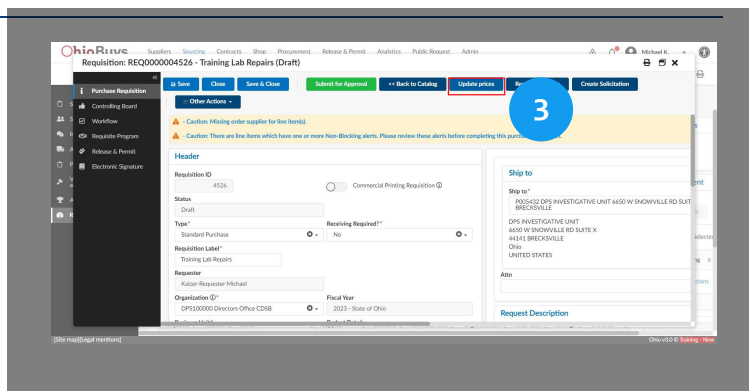 OhioBuys Suppliers Sourcing Contracts Shop Procurement Release & Permit Analytics Public Request Admin Michael K.
Requisition: REQ0000004526 - Training Lab Repairs (Draft)
Purchase Requisition
Controlling Board
Workflow
Requisite Program
Release & Permit
Electronic Signature
Save Close Save & Close Submit for Approval << Back to Catalog Update prices Create Solicitation
Other Actions
3
- Caution: Missing order supplier for line item(s).
- Caution: There are line items which have one or more Non-Blocking alerts. Please review these alerts before completing this
Header
Requisition ID
4526
Commercial Printing Requisition
Status
Draft
Type* Receiving Required?*
Standard Purchase No
Requisition Label*
Training Lab Repairs
Requester
Kaizer-Requester Michael
Organization * Fiscal Year
DPS100000 Directors Office CDSB 2023 - State of Ohio
Ship to
Ship to*
P005432 DPS INVESTIGATIVE UNIT 6650 W SNOWVILLE RD SUIT
BRECKSVILLE
DPS INVESTIGATIVE UNIT
6650 W SNOWVILLE RD SUITE X
44141 BRECKSVILLE
Ohio
UNITED STATES
Attn
Request Description
[Site map][Legal mentions]
Ohio v3.0 © Training - New